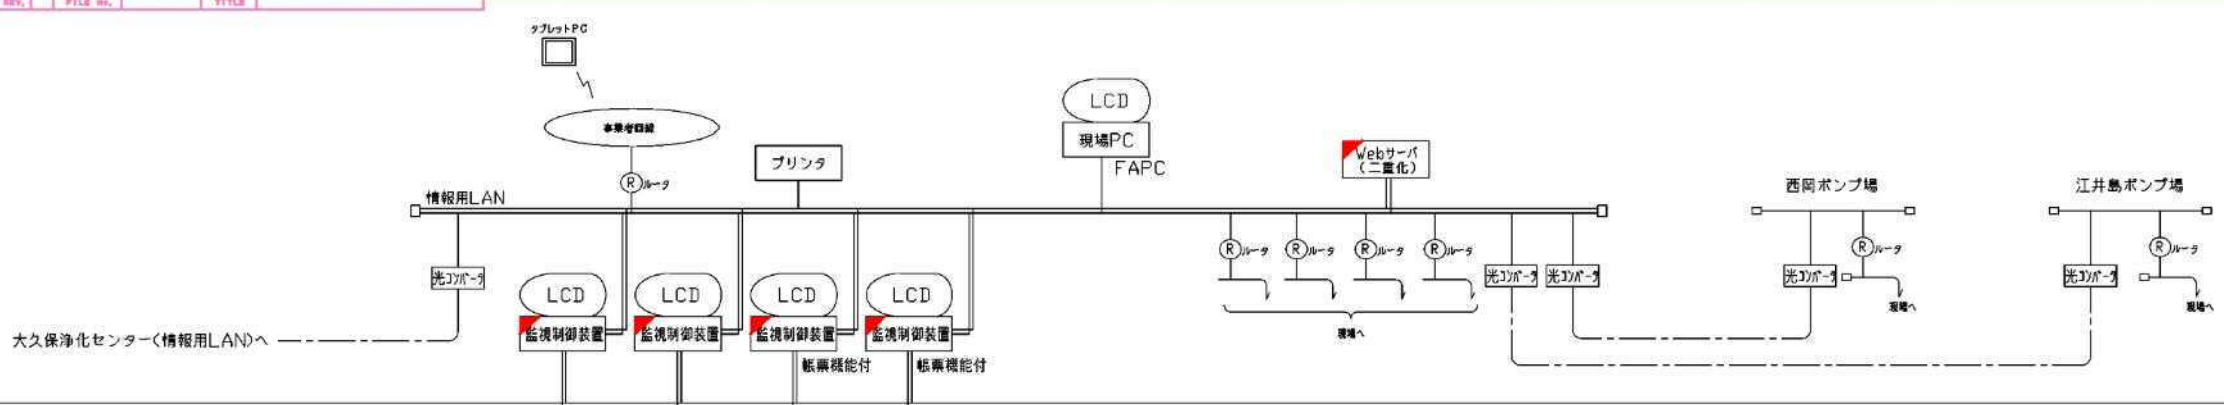 REV.
FILE NO.
TITLE
タブレットPC
事業者回線
ルータ
R
プリンタ
LCD
現場PC
FAPC
Webサーバ
(二重化)
情報用LAN
西岡ポンプ場
江井島ポンプ場
R ルータ
R ルータ
R ルータ
R ルータ
R ルータ
R ルータ
光コンバータ
光コンバータ
光コンバータ
光コンバータ
光コンバータ
現場へ
現場へ
現場へ
LCD
LCD
LCD
LCD
監視制御装置
監視制御装置
監視制御装置
監視制御装置
大久保浄化センター(情報用LAN)へ
帳票機能付
帳票機能付